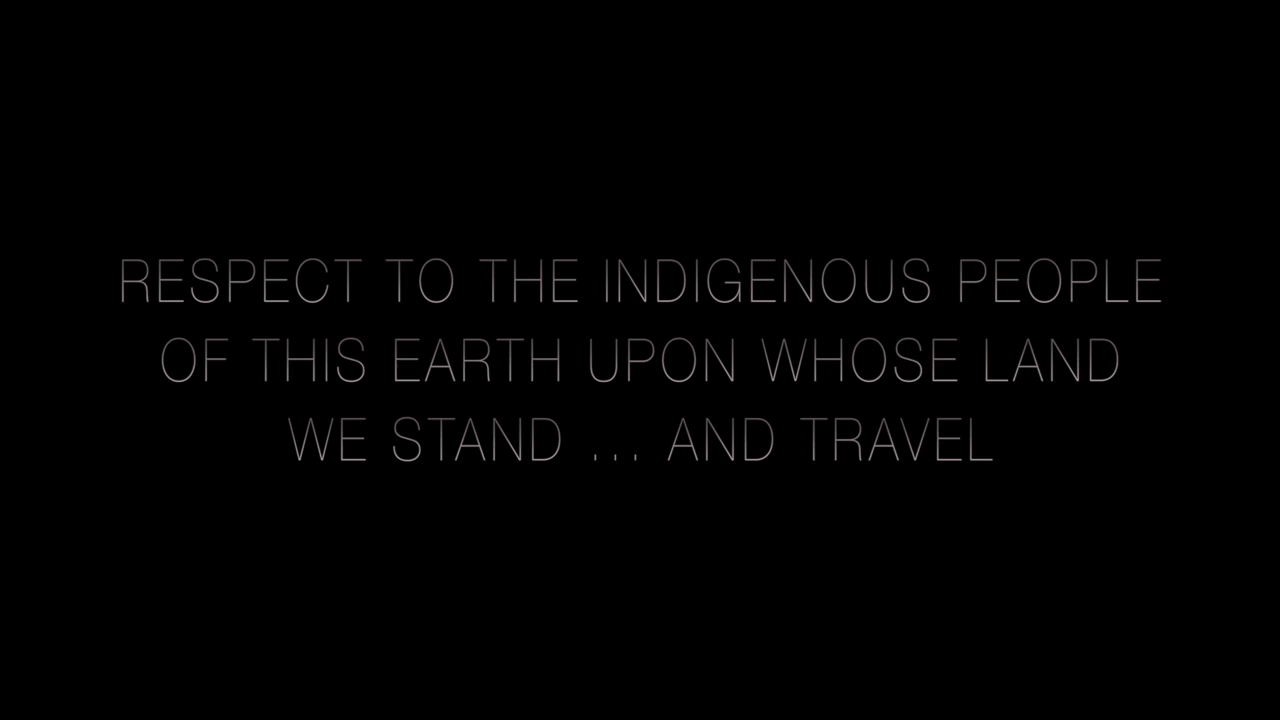 RESPECT TO THE INDIGENOUS PEOPLE
OF THIS EARTH UPON WHOSE LAND
WE STAND ... AND TRAVEL